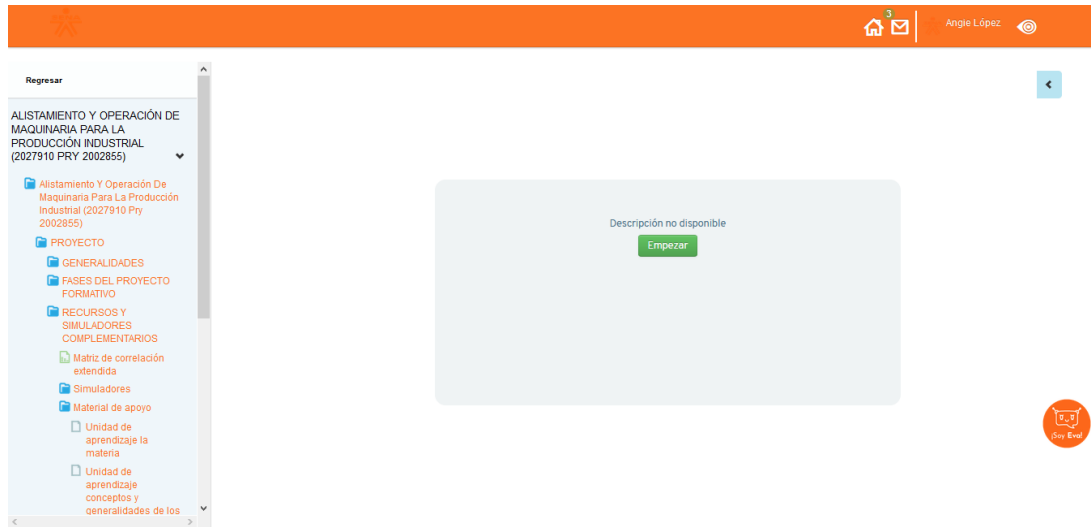 3
Angie López
Regresar
ALISTAMIENTO Y OPERACIÓN DE
MAQUINARIA PARA LA
PRODUCCIÓN INDUSTRIAL
(2027910 PRY 2002855)
Alistamiento Y Operación De
Maquinaria Para La Producción
Industrial (2027910 Pry
2002855)
PROYECTO
GENERALIDADES
FASES DEL PROYECTO
FORMATIVO
RECURSOS Y
SIMULADORES
COMPLEMENTARIOS
Matriz de correlación
extendida
Simuladores
Material de apoyo
Unidad de
aprendizaje la
materia
Unidad de
aprendizaje
conceptos y
generalidades de los
Descripción no disponible
Empezar
¡Soy Eva!